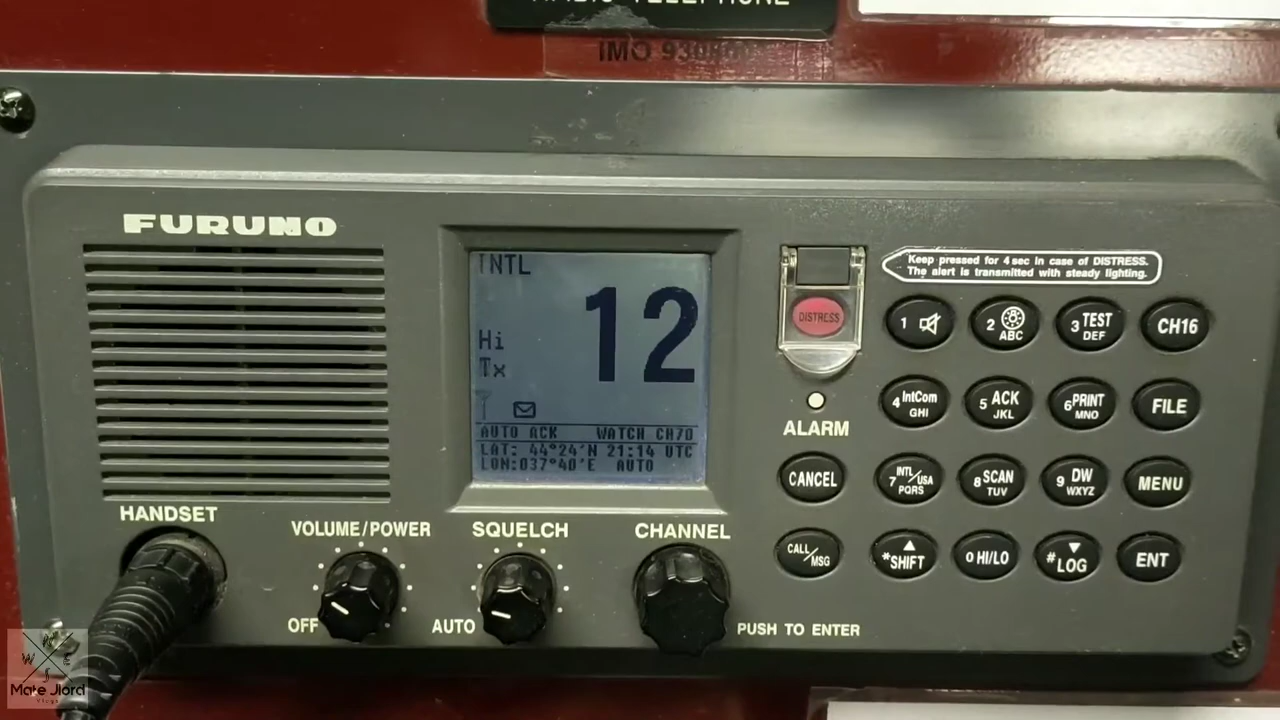 RADIO TELEPHONE
FURUNO
INTL
12
Hi
Tx
AUTO ACK WATCH CH70
LAT: 44°24'N 21:14 UTC
LON:037°40'E AUTO
DISTRESS
Keep pressed for 4 sec in case of DISTRESS.
The alert is transmitted with steady lighting.
1
2 ABC
3 TEST DEF
CH16
4 IntCom GHI
5 ACK JKL
6 PRINT MNO
FILE
ALARM
CANCEL
7 INTL/USA PQRS
8 SCAN TUV
9 DW WXYZ
MENU
CALL/MSG
*SHIFT
0 HI/LO
# LOG
ENT
HANDSET
VOLUME/POWER
SQUELCH
CHANNEL
OFF
AUTO
PUSH TO ENTER
Mate Jlord